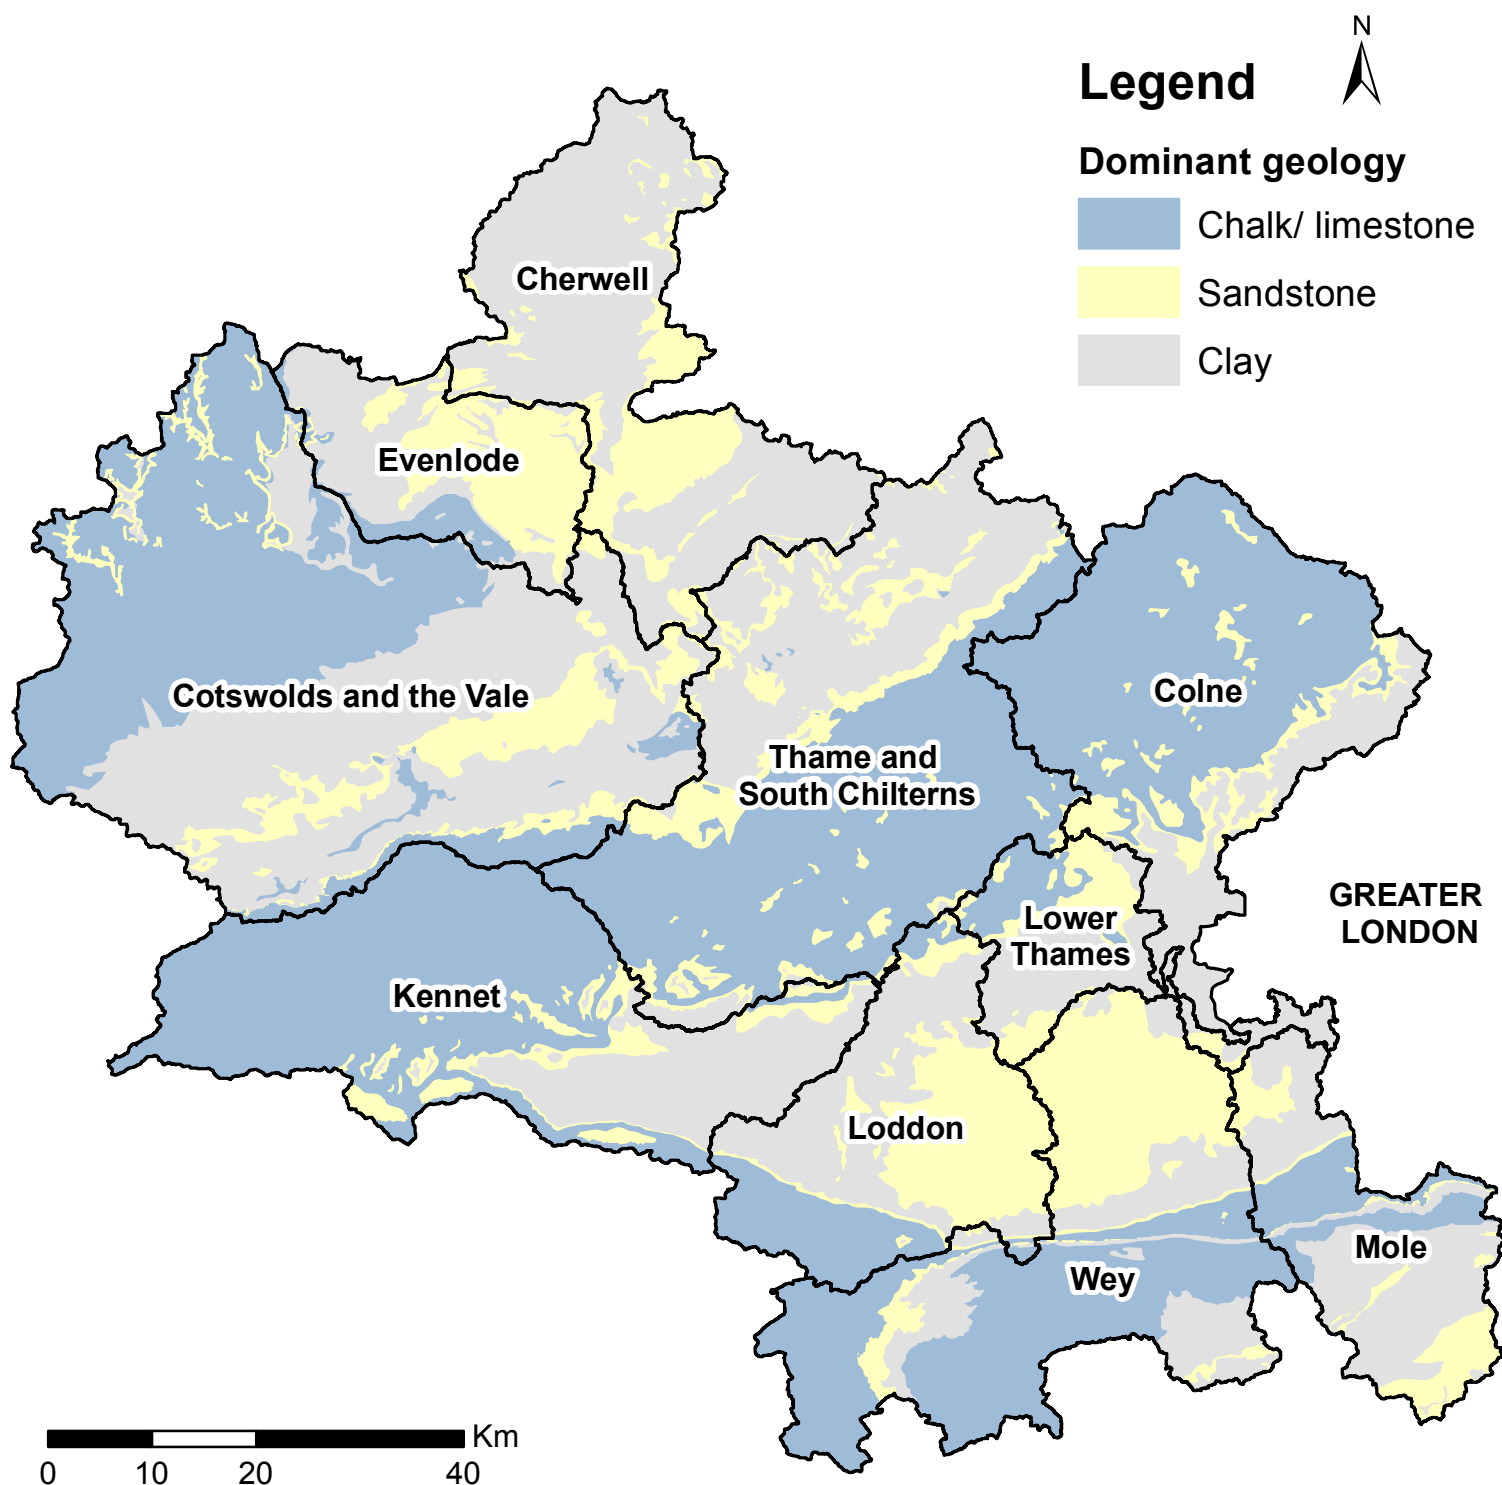 N
Legend
Dominant geology
Chalk/ limestone
Sandstone
Clay
Cherwell
Evenlode
Cotswolds and the Vale
Colne
Thame and
South Chilterns
GREATER
LONDON
Lower
Thames
Kennet
Loddon
Mole
Wey
Km
0 10 20 40